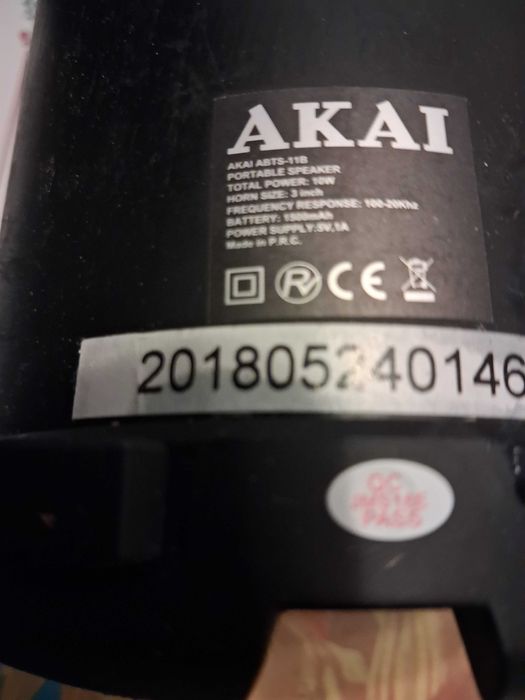 AKAI
AKAI ABTS-11B
PORTABLE SPEAKER
TOTAL POWER: 10W
HORN SIZE: 3 inch
FREQUENCY RESPONSE: 100-20Khz
BATTERY: 1500mAh
POWER SUPPLY:5V,1A
Made In P.R.C.
CE
201805240146
QC
PASS